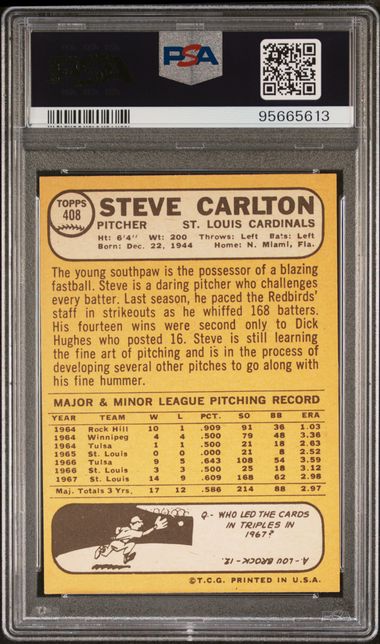 PSA
95665613
TOPPS
408
STEVE CARLTON
PITCHER ST. LOUIS CARDINALS
Ht: 6'4" Wt: 200 Throws: Left Bats: Left
Born: Dec. 22, 1944 Home: N. Miami, Fla.
The young southpaw is the possessor of a blazing
fastball. Steve is a daring pitcher who challenges
every batter. Last season, he paced the Redbirds'
staff in strikeouts as he whiffed 168 batters.
His fourteen wins were second only to Dick
Hughes who posted 16. Steve is still learning
the fine art of pitching and is in the process of
developing several other pitches to go along with
his fine hummer.
MAJOR & MINOR LEAGUE PITCHING RECORD
YEAR TEAM W L PCT. SO BB ERA
1964 Rock Hill 10 1 .909 91 36 1.03
1964 Winnipeg 4 4 .500 79 48 3.36
1964 Tulsa 1 1 .500 21 18 2.63
1965 St. Louis 0 0 .000 21 8 2.52
1966 Tulsa 9 5 .643 108 54 3.59
1966 St. Louis 3 3 .500 25 18 3.12
1967 St. Louis 14 9 .609 168 62 2.98
Maj. Totals 3 Yrs. 17 12 .586 214 88 2.97
Q- WHO LED THE CARDS
IN TRIPLES IN
1967?
A- LOU BROCK - 12.
©T.C.G. PRINTED IN U.S.A.
PSA